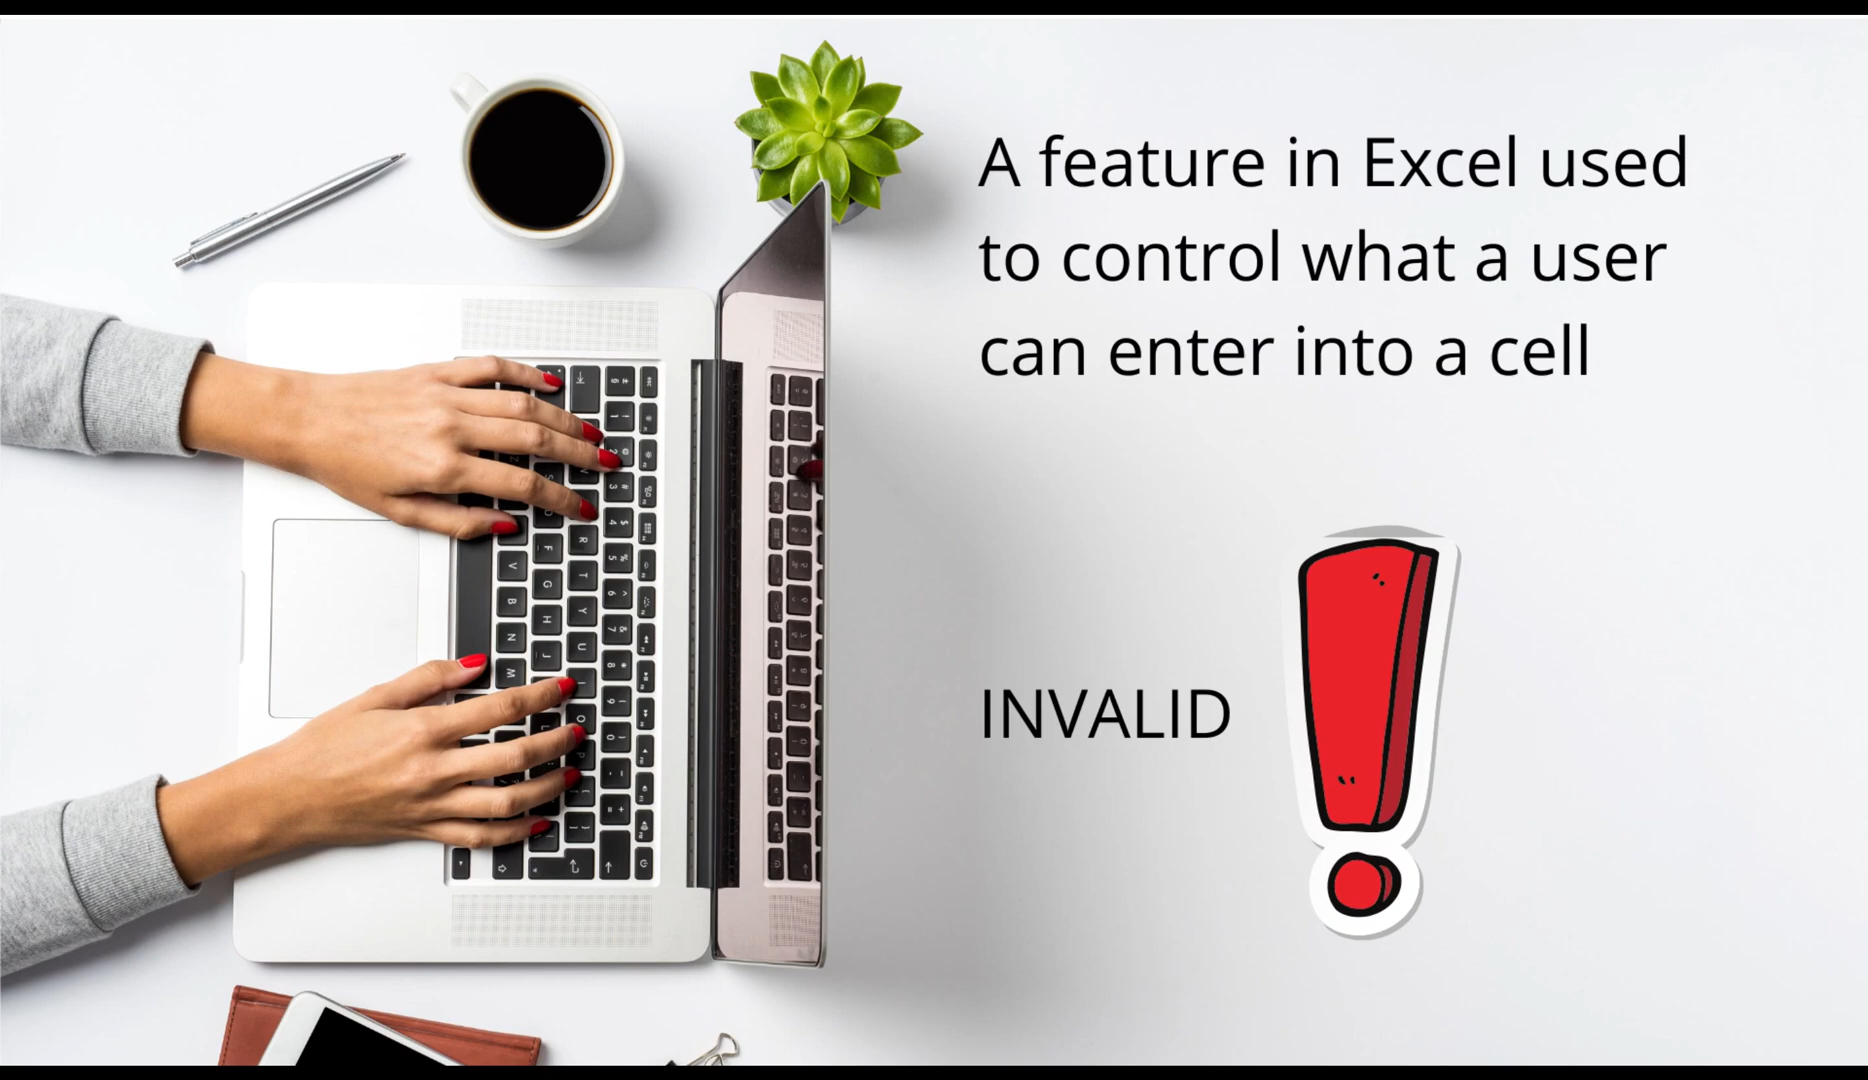 A feature in Excel used
to control what a user
can enter into a cell
INVALID